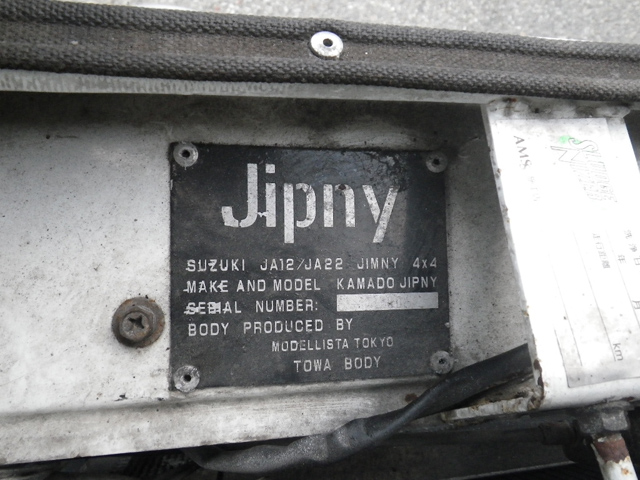 Jipny
SUZUKI JA12/JA22 JIMNY 4x4
MAKE AND MODEL KAMADO JIPNY
SERIAL NUMBER:
BODY PRODUCED BY
MODELLISTA TOKYO
TOWA BODY
AMS
km